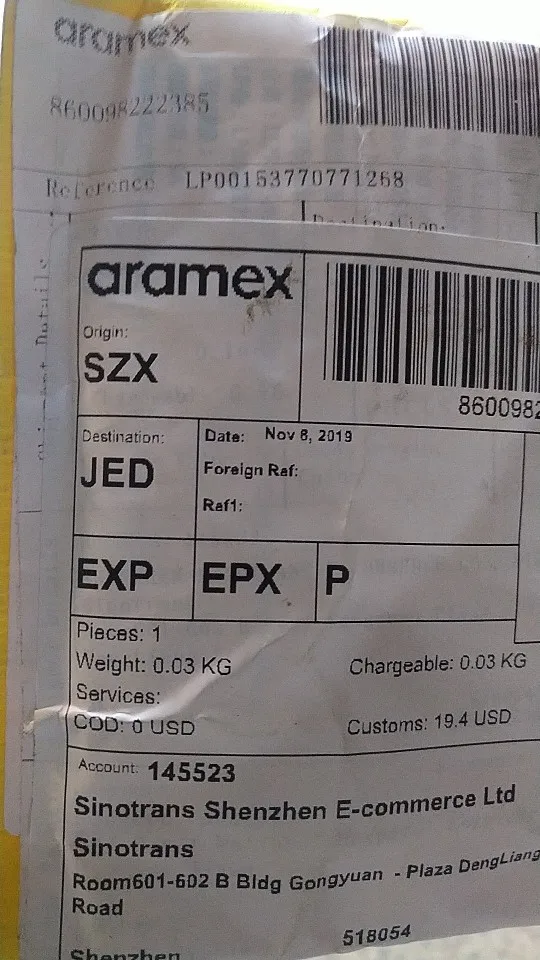 aramex
860098222385
Reference LP00153770771268
Destination:
aramex
Origin:
SZX
8600982
Destination:
JED
Date: Nov 8, 2019
Foreign Raf:
Raf1:
EXP EPX P
Pieces: 1
Weight: 0.03 KG Chargeable: 0.03 KG
Services:
COD: 0 USD Customs: 19.4 USD
Account: 145523
Sinotrans Shenzhen E-commerce Ltd
Sinotrans
Room601-602 B Bldg Gongyuan - Plaza DengLiang
Road
518054
Shenzhen